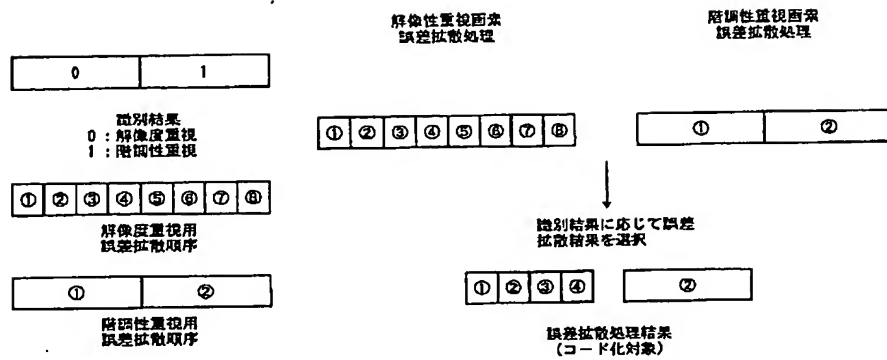 0 1
識別結果
0：解像度重視
1：階調性重視
① ② ③ ④ ⑤ ⑥ ⑦ ⑧
解像度重視用
誤差拡散順序
① ②
階調性重視用
誤差拡散順序
解像性重視画素
誤差拡散処理
① ② ③ ④ ⑤ ⑥ ⑦ ⑧
階調性重視画素
誤差拡散処理
① ②
識別結果に応じて誤差
拡散結果を選択
① ② ③ ④ ②
誤差拡散処理結果
(コード化対象)